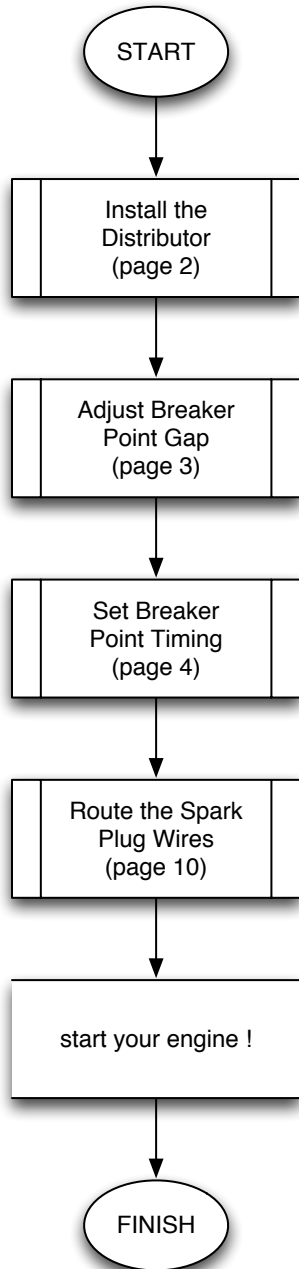 START
Install the
Distributor
(page 2)
Adjust Breaker
Point Gap
(page 3)
Set Breaker
Point Timing
(page 4)
Route the Spark
Plug Wires
(page 10)
start your engine !
FINISH